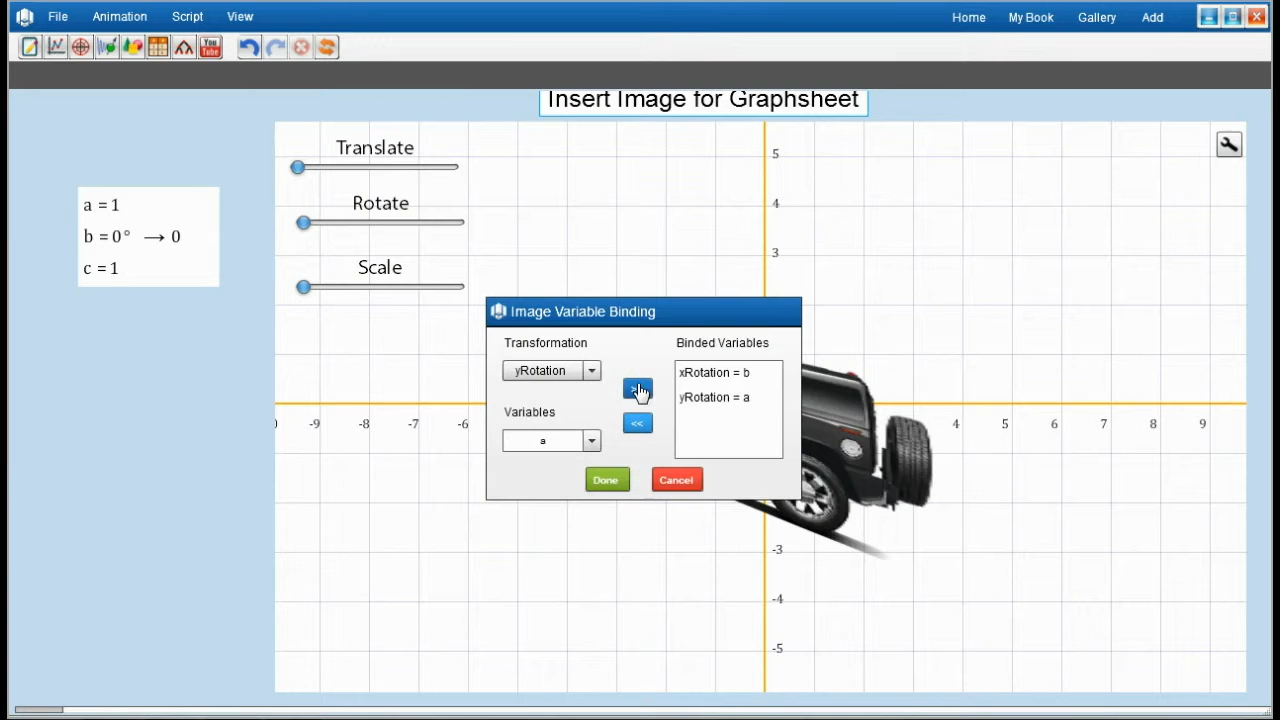 File Animation Script View Home My Book Gallery Add
You Tube
Insert Image for Graphsheet
Translate
Rotate
Scale
a = 1
b = 0° → 0
c = 1
Image Variable Binding
Transformation
yRotation
Variables
a
>>
<<
Binded Variables
xRotation = b
yRotation = a
Done Cancel
5
4
3
-9 -8 -7 -6 4 5 6 7 8 9
-3
-4
-5